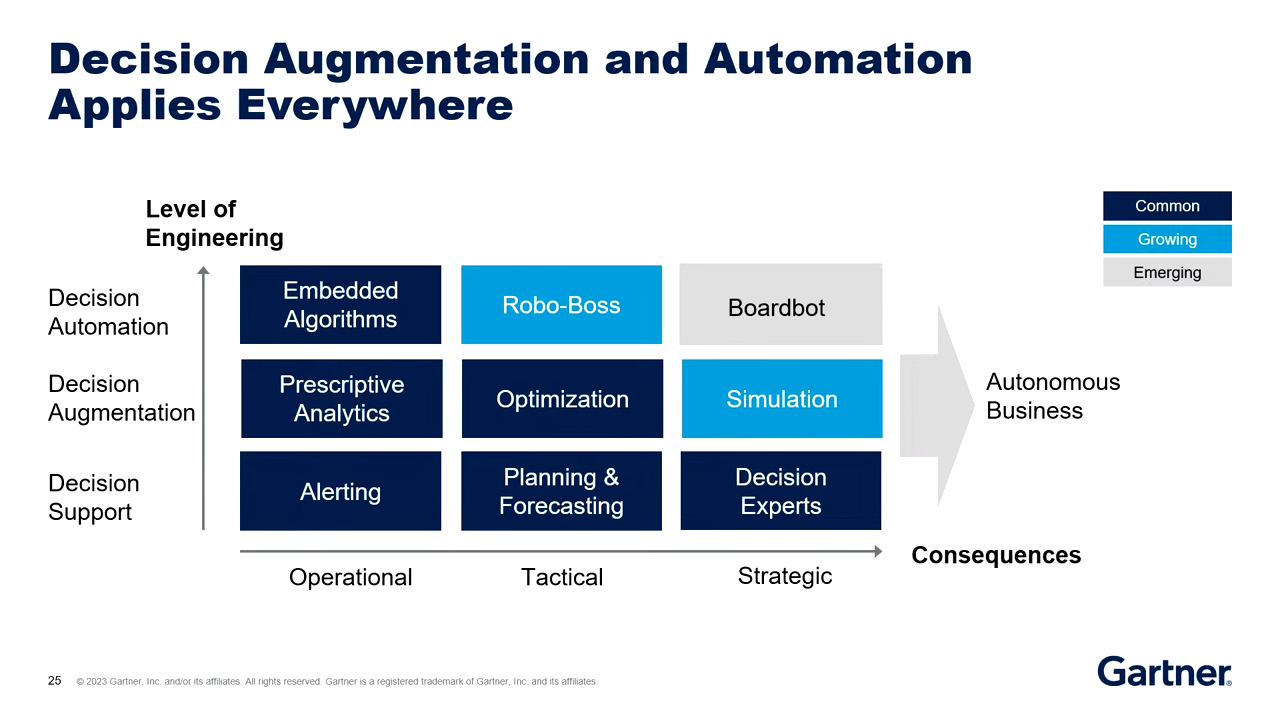 Decision Augmentation and Automation
Applies Everywhere
Level of
Engineering
Common
Growing
Emerging
Decision
Automation
Embedded
Algorithms
Robo-Boss
Boardbot
Decision
Augmentation
Prescriptive
Analytics
Optimization
Simulation
Autonomous
Business
Decision
Support
Alerting
Planning &
Forecasting
Decision
Experts
Consequences
Operational
Tactical
Strategic
25
© 2023 Gartner, Inc. and/or its affiliates. All rights reserved. Gartner is a registered trademark of Gartner, Inc. and its affiliates.
Gartner®